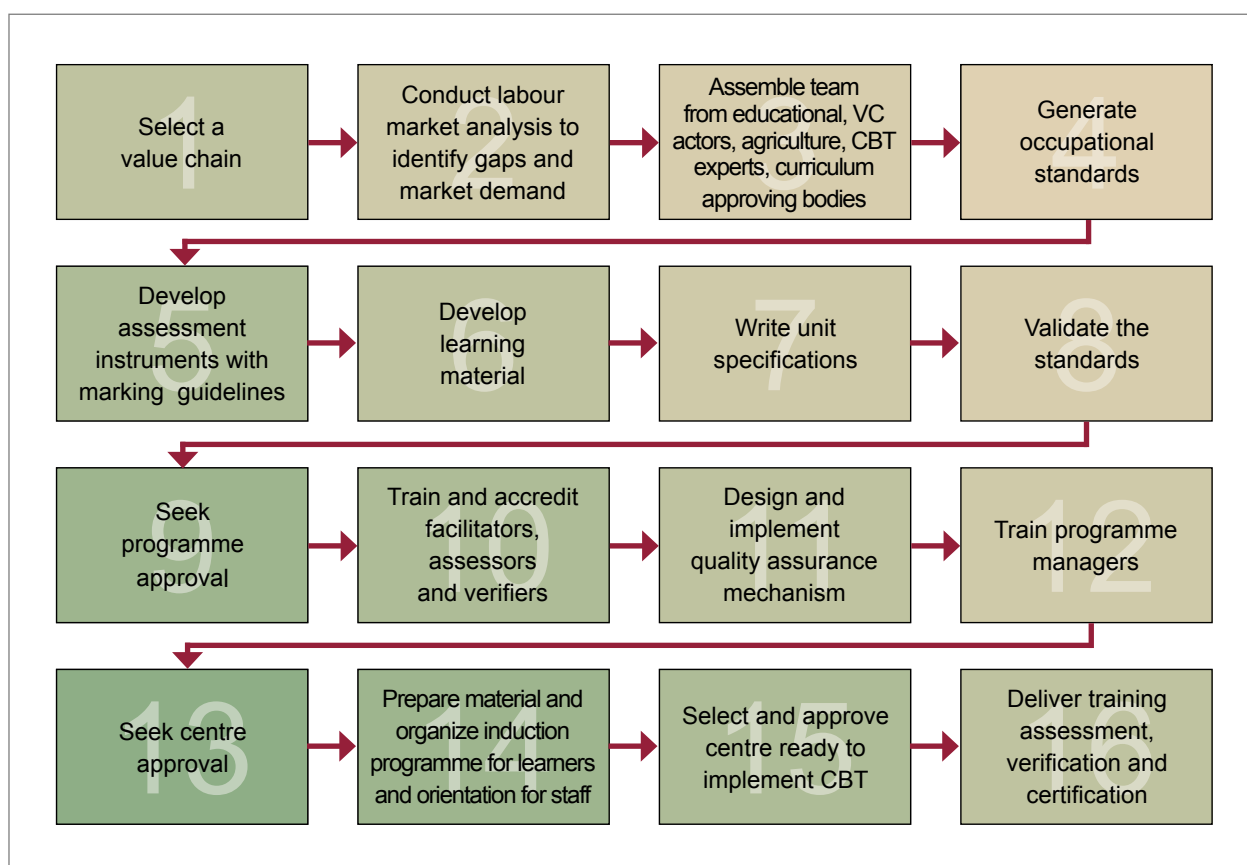 1
Select a
value chain
2
Conduct labour
market analysis to
identify gaps and
market demand
3
Assemble team
from educational, VC
actors, agriculture, CBT
experts, curriculum
approving bodies
4
Generate
occupational
standards
5
Develop
assessment
instruments with
marking guidelines
6
Develop
learning
material
7
Write unit
specifications
8
Validate the
standards
9
Seek
programme
approval
10
Train and accredit
facilitators,
assessors
and verifiers
11
Design and
implement
quality assurance
mechanism
12
Train programme
managers
13
Seek centre
approval
14
Prepare material and
organize induction
programme for learners
and orientation for staff
15
Select and approve
centre ready to
implement CBT
16
Deliver training
assessment,
verification and
certification